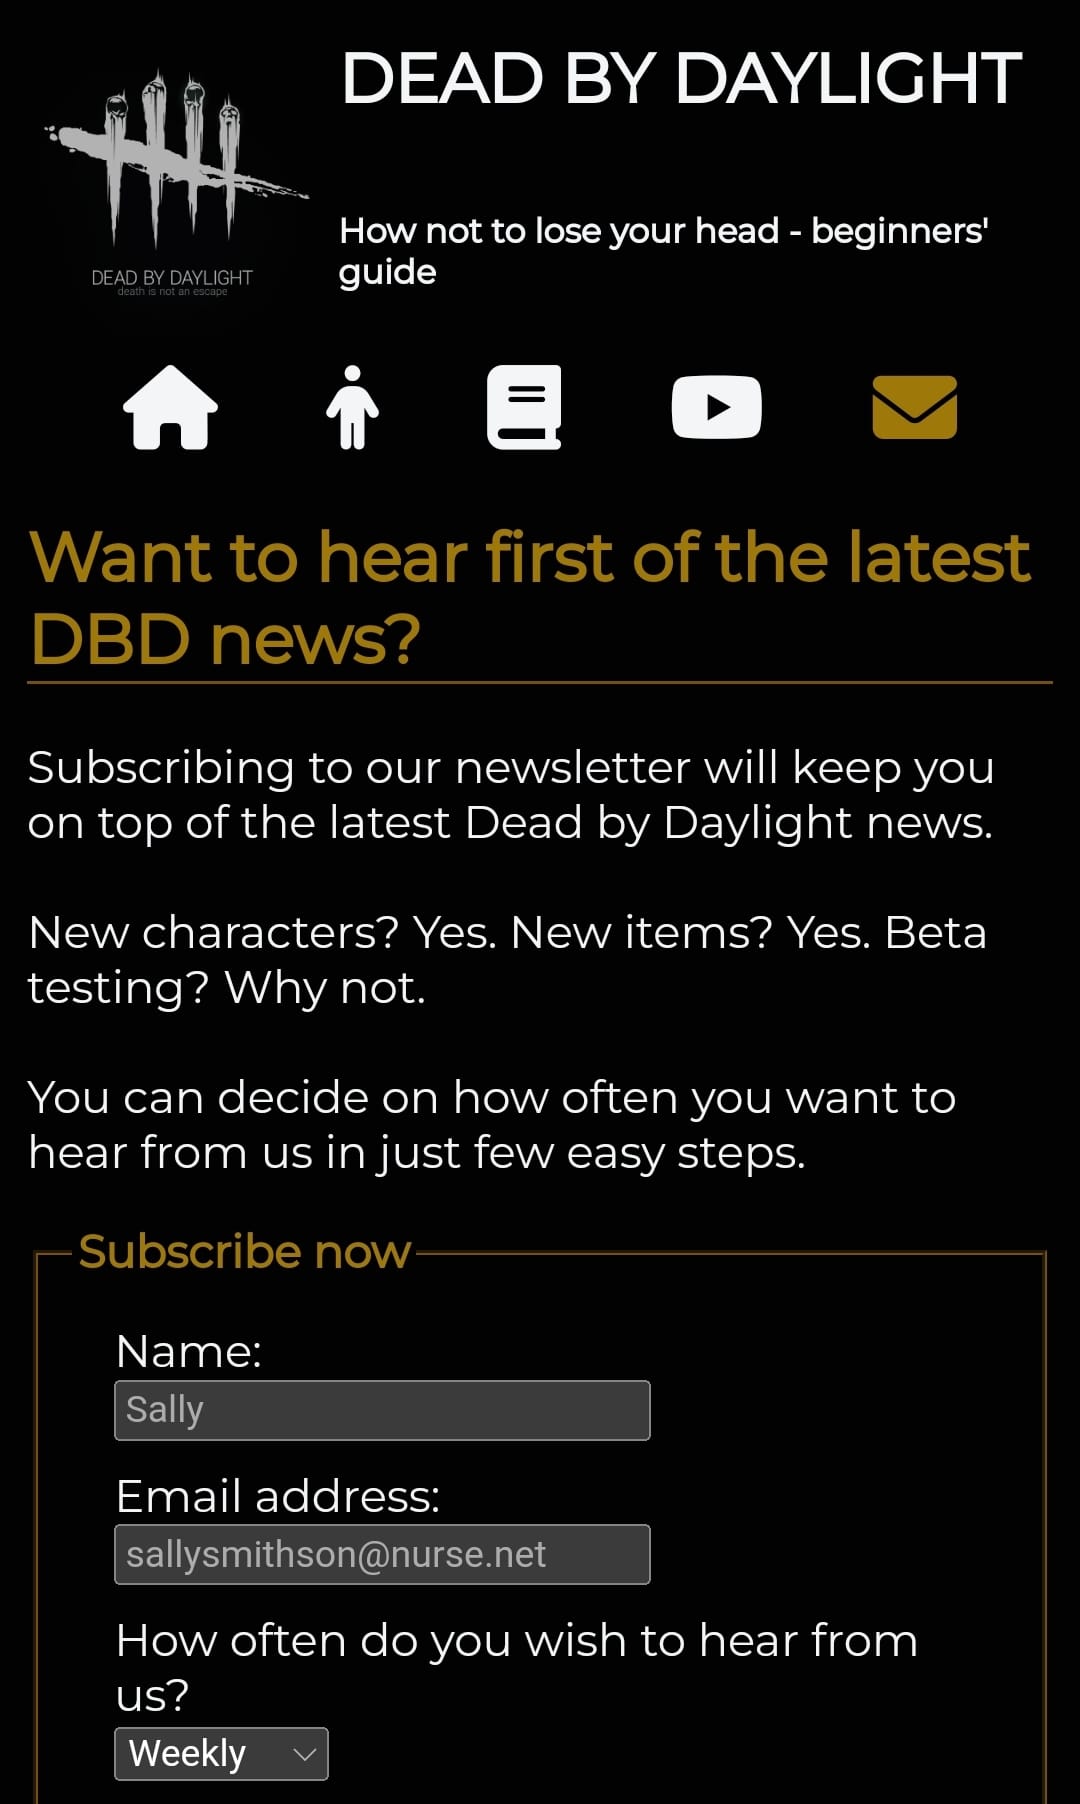 DEAD BY DAYLIGHT
DEAD BY DAYLIGHT
death is not an escape
How not to lose your head - beginners'
guide
Want to hear first of the latest
DBD news?
Subscribing to our newsletter will keep you
on top of the latest Dead by Daylight news.
New characters? Yes. New items? Yes. Beta
testing? Why not.
You can decide on how often you want to
hear from us in just few easy steps.
Subscribe now
Name:
Sally
Email address:
sallysmithson@nurse.net
How often do you wish to hear from
us?
Weekly